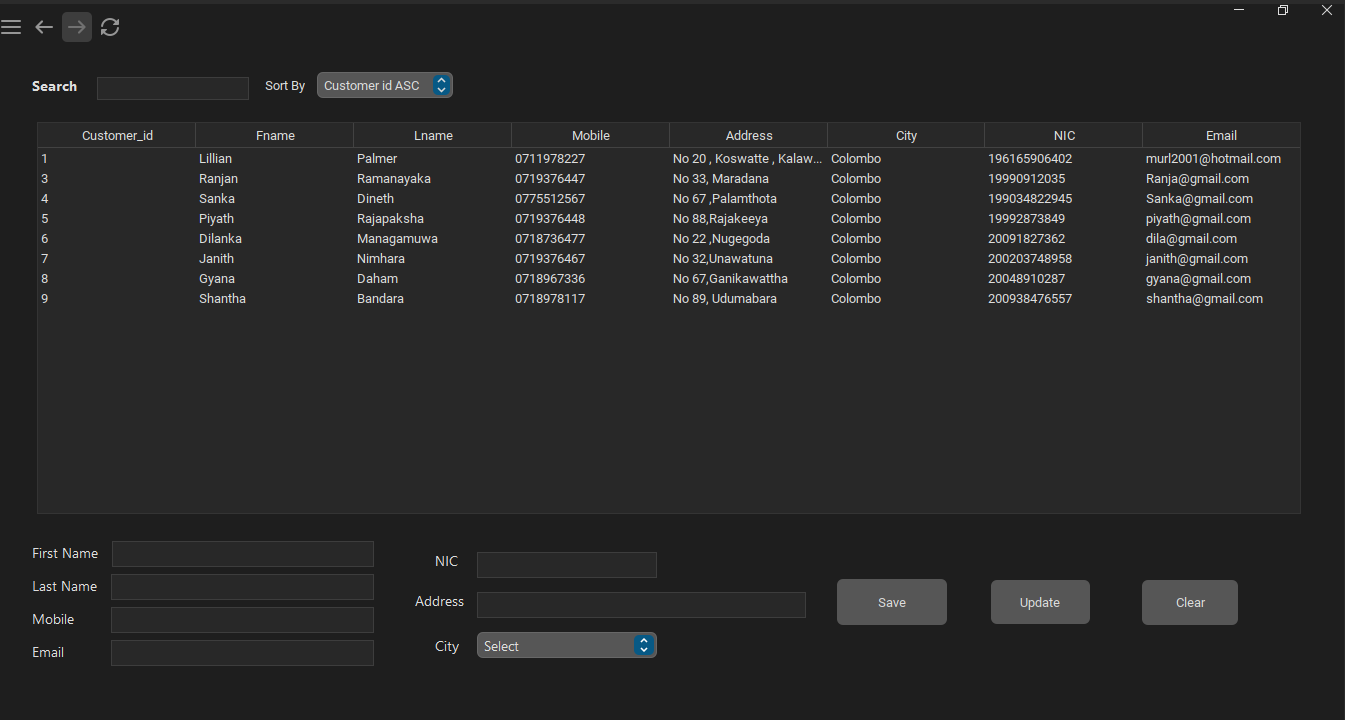 Search Sort By Customer id ASC
Customer_id Fname Lname Mobile Address City NIC Email
1 Lillian Palmer 0711978227 No 20 , Koswatte , Kalaw... Colombo 196165906402 murl2001@hotmail.com
3 Ranjan Ramanayaka 0719376447 No 33, Maradana Colombo 19990912035 Ranja@gmail.com
4 Sanka Dineth 0775512567 No 67 ,Palamthota Colombo 199034822945 Sanka@gmail.com
5 Piyath Rajapaksha 0719376448 No 88,Rajakeeya Colombo 19992873849 piyath@gmail.com
6 Dilanka Managamuwa 0718736477 No 22 ,Nugegoda Colombo 20091827362 dila@gmail.com
7 Janith Nimhara 0719376467 No 32,Unawatuna Colombo 200203748958 janith@gmail.com
8 Gyana Daham 0718967336 No 67,Ganikawattha Colombo 20048910287 gyana@gmail.com
9 Shantha Bandara 0718978117 No 89, Udumabara Colombo 200938476557 shantha@gmail.com
First Name
Last Name
Mobile
Email
NIC
Address
City Select
Save Update Clear